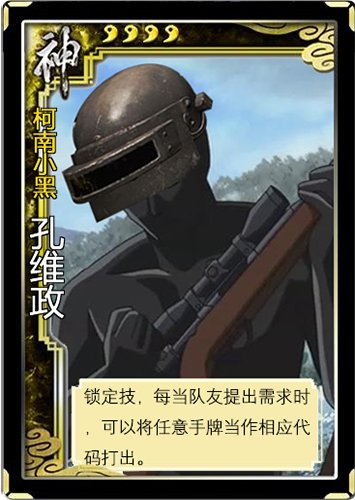 神
柯南小黑
孔维政
锁定技，每当队友提出需求时
，可以将任意手牌当作相应代
码打出。